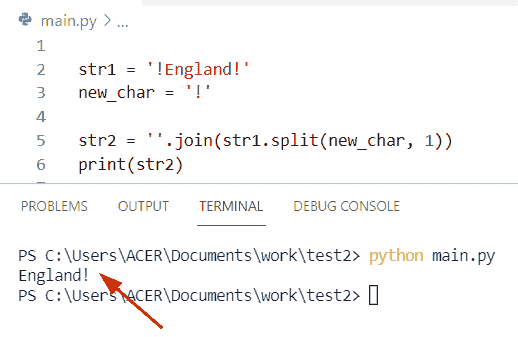 main.py > ...
1
2 str1 = '!England!'
3 new_char = '!'
4
5 str2 = ''.join(str1.split(new_char, 1))
6 print(str2)
PROBLEMS OUTPUT TERMINAL DEBUG CONSOLE
PS C:\Users\ACER\Documents\work\test2> python main.py
England!
PS C:\Users\ACER\Documents\work\test2>